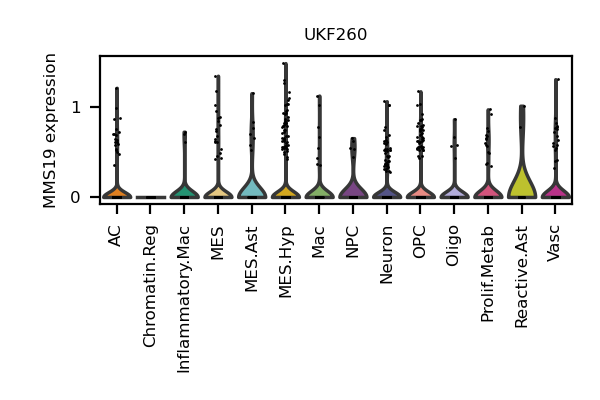 UKF260
MMS19 expression
1
0
AC
Chromatin.Reg
Inflammatory.Mac
MES
MES.Ast
MES.Hyp
Mac
NPC
Neuron
OPC
Oligo
Prolif.Metab
Reactive.Ast
Vasc